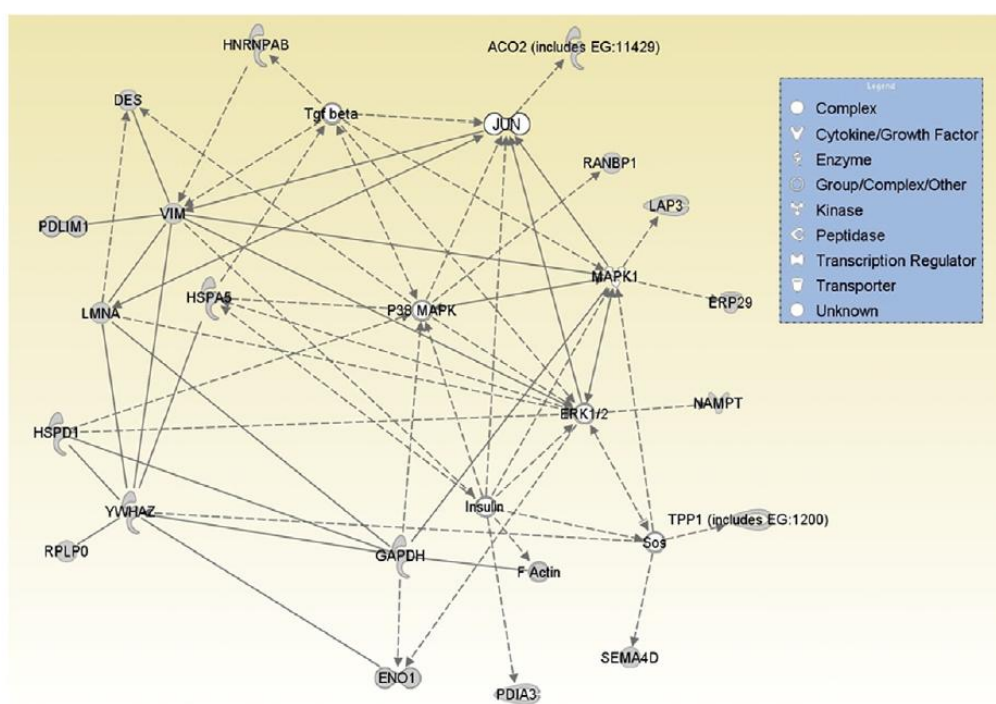 HNRNPAB
ACO2 (includes EG:11429)
DES
Tgf beta
JUN
RANBP1
LAP3
PDLIM1
VIM
MAPK1
LMNA
HSPA5
P38 MAPK
ERP29
NAMPT
ERK1/2
HSPD1
YWHAZ
Insulin
TPP1 (includes EG:1200)
Sos
RPLP0
GAPDH
F Actin
SEMA4D
ENO1
PDIA3
Legend
Complex
Cytokine/Growth Factor
Enzyme
Group/Complex/Other
Kinase
Peptidase
Transcription Regulator
Transporter
Unknown